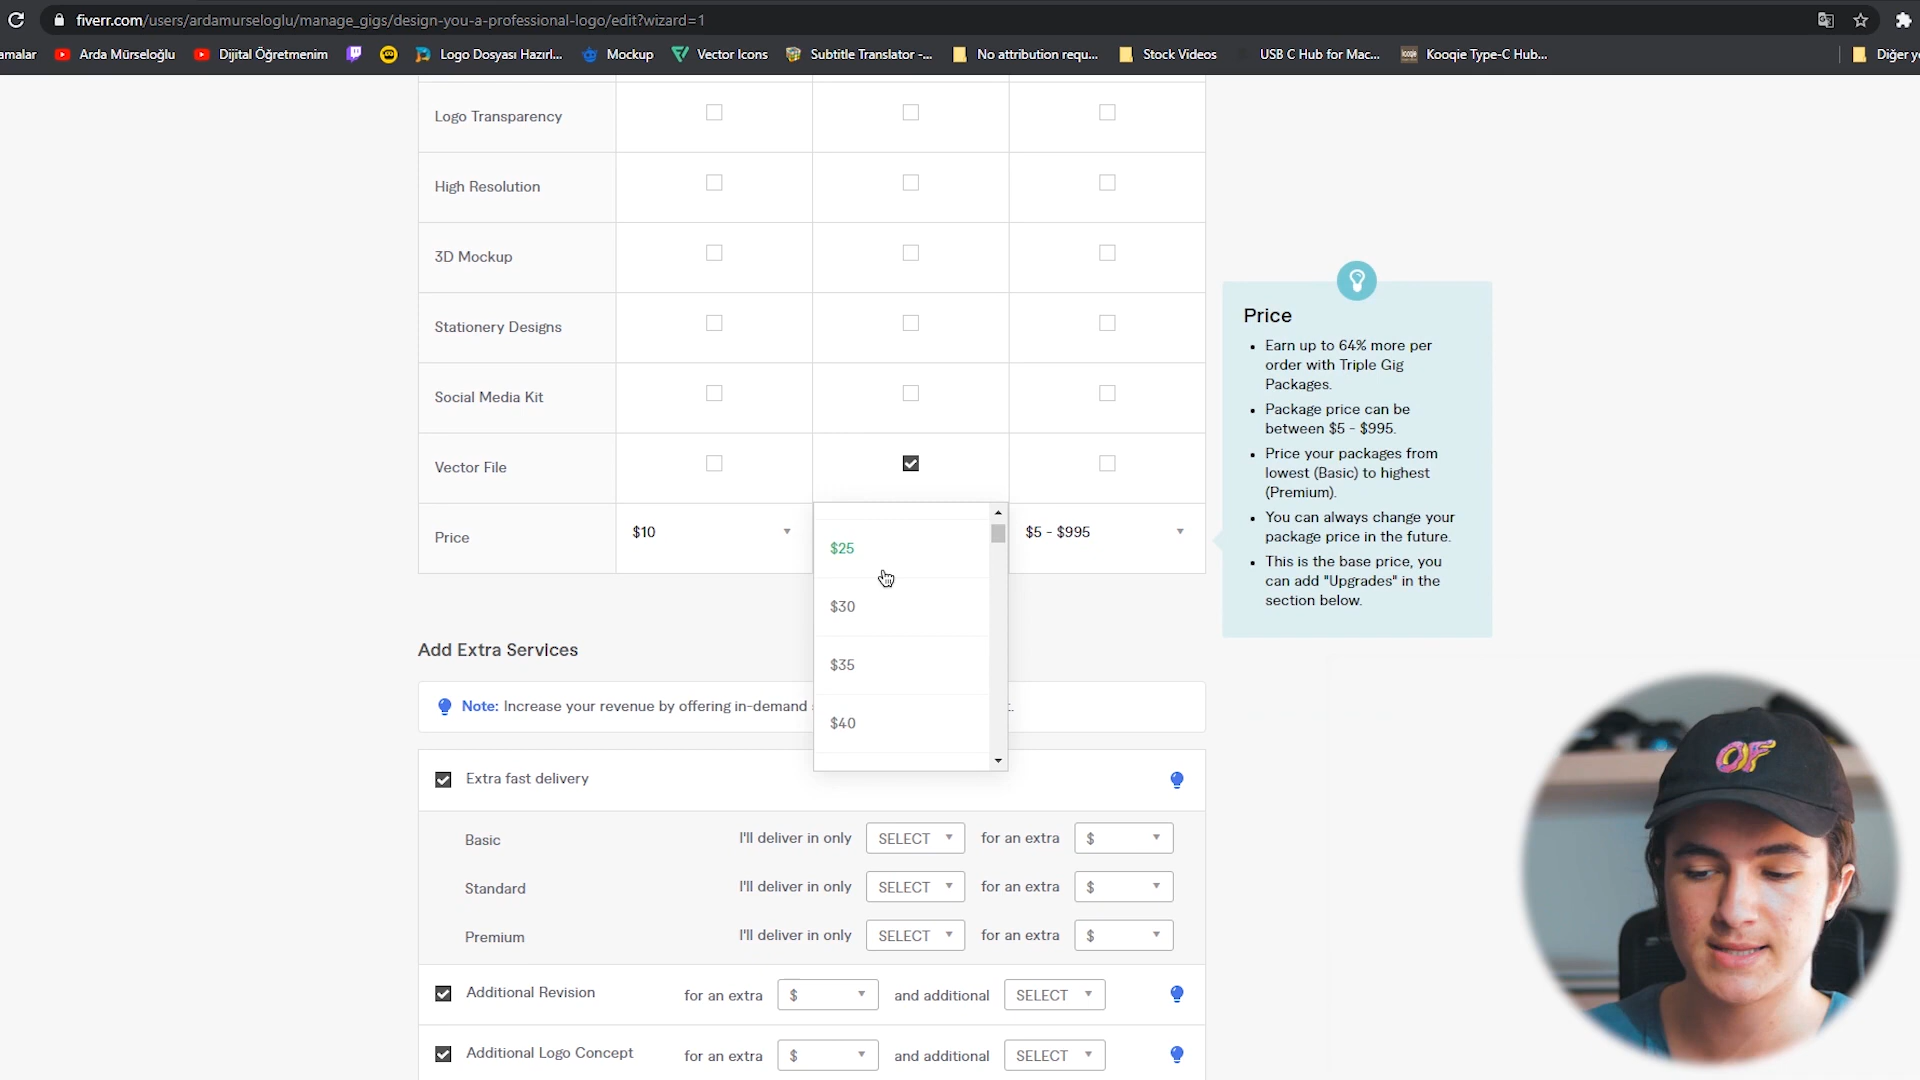 fiverr.com/users/ardamurseloglu/manage_gigs/design-you-a-professional-logo/edit?wizard=1
amalar Arda Mürseloğlu Dijital Öğretmenim Logo Dosyası Hazırl... Mockup Vector Icons Subtitle Translator -... No attribution requ... Stock Videos USB C Hub for Mac... Kooqie Type-C Hub... Diğer ye
Logo Transparency
High Resolution
3D Mockup
Stationery Designs
Social Media Kit
Vector File
Price $10 $5 - $995
$25
$30
$35
$40
Price
• Earn up to 64% more per
order with Triple Gig
Packages.
• Package price can be
between $5 - $995.
• Price your packages from
lowest (Basic) to highest
(Premium).
• You can always change your
package price in the future.
• This is the base price, you
can add "Upgrades" in the
section below.
Add Extra Services
Note: Increase your revenue by offering in-demand
Extra fast delivery
Basic I'll deliver in only SELECT for an extra $
Standard I'll deliver in only SELECT for an extra $
Premium I'll deliver in only SELECT for an extra $
Additional Revision for an extra $ and additional SELECT
Additional Logo Concept for an extra $ and additional SELECT
OF